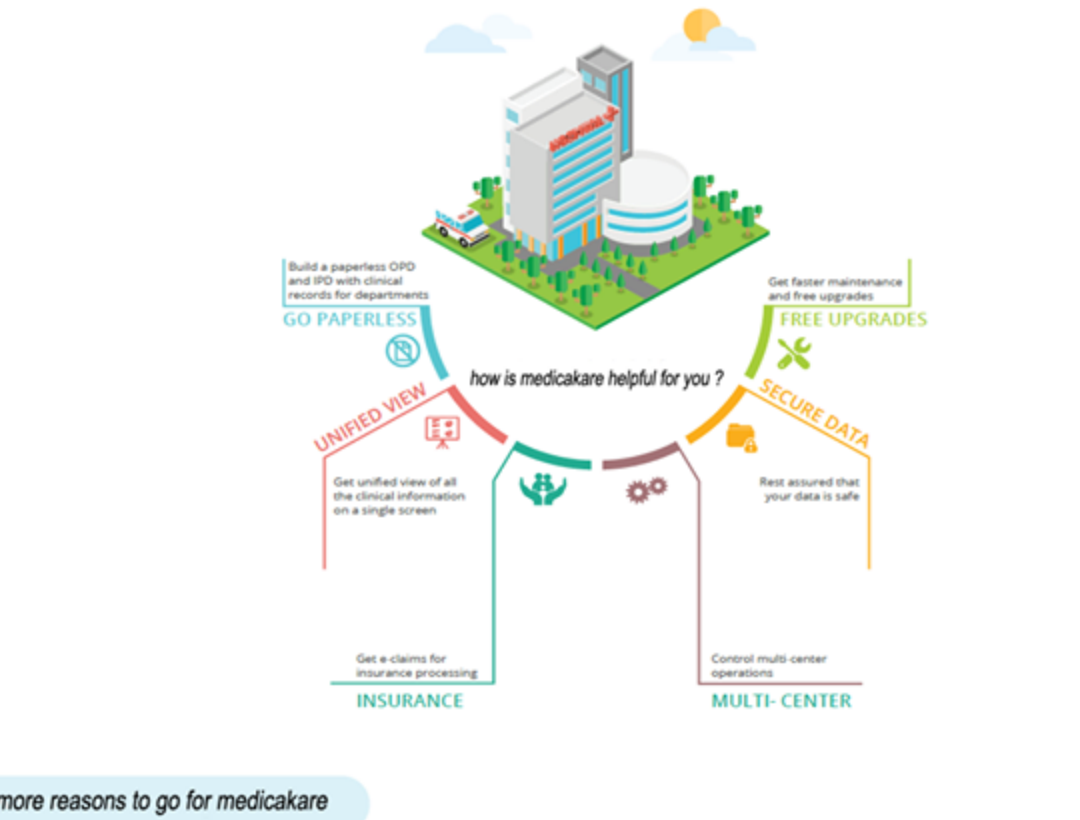 Build a paperless OPD
and IPD with clinical
records for departments
GO PAPERLESS
Get faster maintenance
and free upgrades
FREE UPGRADES
how is medicakare helpful for you ?
UNIFIED VIEW
Get unified view of all
the clinical information
on a single screen
SECURE DATA
Rest assured that
your data is safe
Get e-claims for
insurance processing
INSURANCE
Control multi-center
operations
MULTI- CENTER
more reasons to go for medicakare